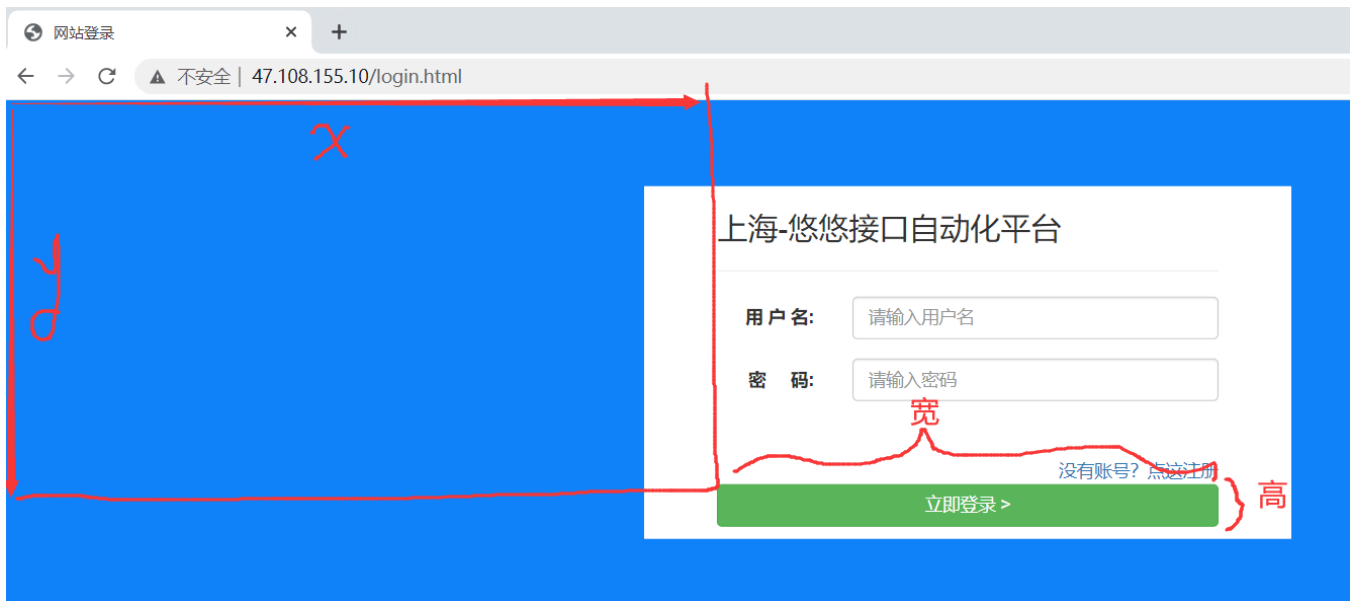 网站登录
不安全 | 47.108.155.10/login.html
x
y
上海-悠悠接口自动化平台
用 户 名: 请输入用户名
密 码: 请输入密码
宽
没有账号？点这注册
立即登录 >
高